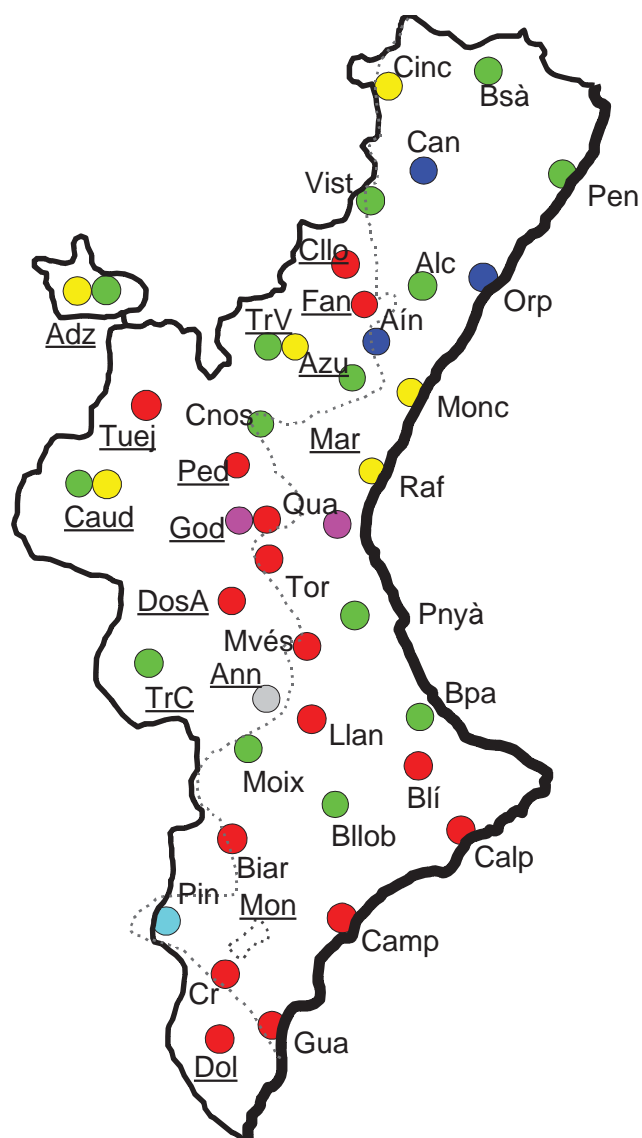 Cinc
Bsà
Can
Vist
Pen
Cllo
Alc
Fan
Orp
Adz
TrV
Aín
Azu
Monc
Tuej
Cnos
Mar
Ped
Raf
Caud
God
Qua
Tor
DosA
Pnyà
Mvés
TrC
Ann
Bpa
Llan
Moix
Blí
Bllob
Calp
Biar
Pin
Mon
Camp
Cr
Gua
Dol